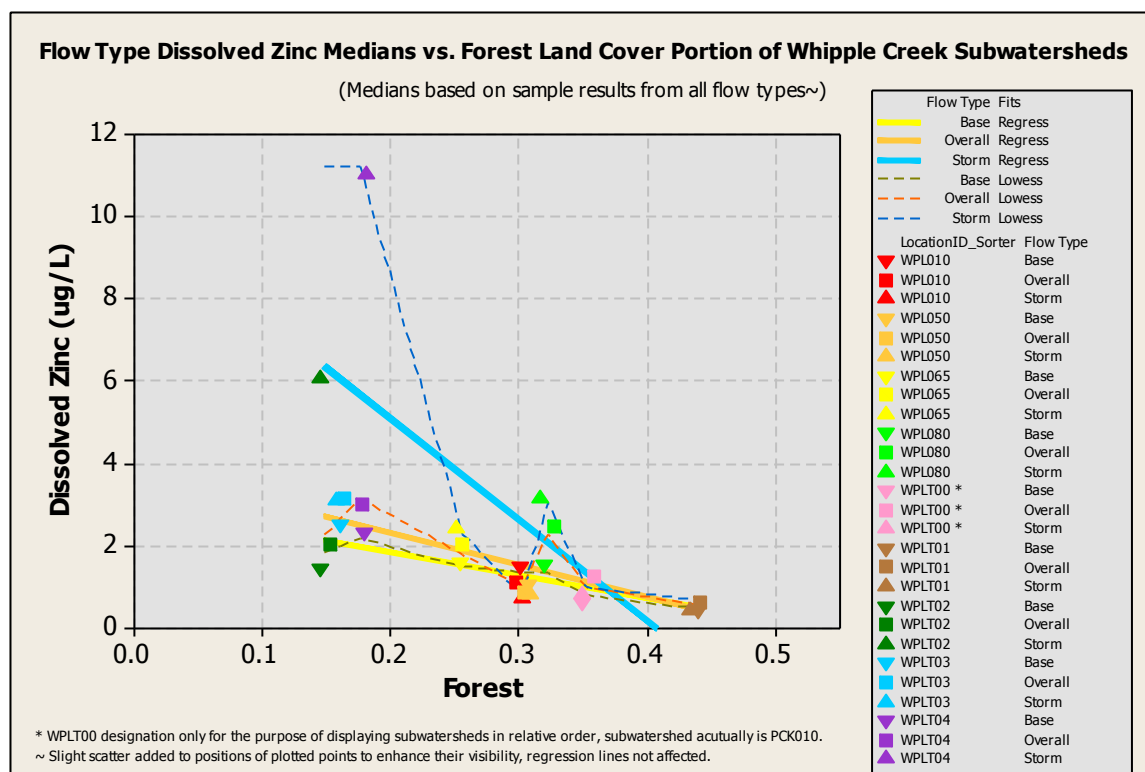 Flow Type Dissolved Zinc Medians vs. Forest Land Cover Portion of Whipple Creek Subwatersheds
(Medians based on sample results from all flow types~)
Dissolved Zinc (ug/L)
12
10
8
6
4
2
0
0.0 0.1 0.2 0.3 0.4 0.5
Forest
Flow Type Fits
Base Regress
Overall Regress
Storm Regress
Base Lowess
Overall Lowess
Storm Lowess
LocationID_Sorter Flow Type
WPL010 Base
WPL010 Overall
WPL010 Storm
WPL050 Base
WPL050 Overall
WPL050 Storm
WPL065 Base
WPL065 Overall
WPL065 Storm
WPL080 Base
WPL080 Overall
WPL080 Storm
WPLT00 * Base
WPLT00 * Overall
WPLT00 * Storm
WPLT01 Base
WPLT01 Overall
WPLT01 Storm
WPLT02 Base
WPLT02 Overall
WPLT02 Storm
WPLT03 Base
WPLT03 Overall
WPLT03 Storm
WPLT04 Base
WPLT04 Overall
WPLT04 Storm
* WPLT00 designation only for the purpose of displaying subwatersheds in relative order, subwatershed acutually is PCK010.
~ Slight scatter added to positions of plotted points to enhance their visibility, regression lines not affected.